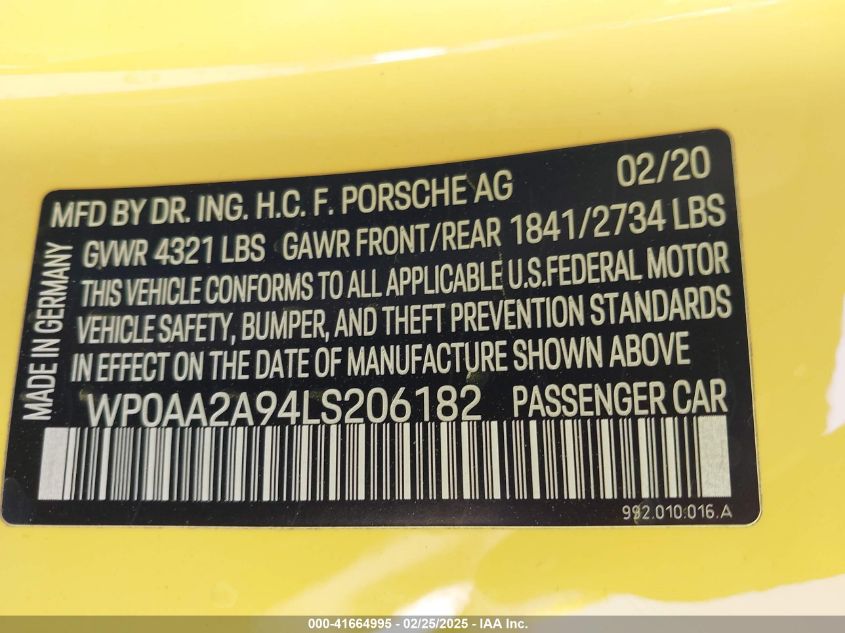 MFD BY DR. ING. H.C. F. PORSCHE AG 02/20
GVWR 4321 LBS GAWR FRONT/REAR 1841/2734 LBS
THIS VEHICLE CONFORMS TO ALL APPLICABLE U.S.FEDERAL MOTOR
VEHICLE SAFETY, BUMPER, AND THEFT PREVENTION STANDARDS
IN EFFECT ON THE DATE OF MANUFACTURE SHOWN ABOVE
WP0AA2A94LS206182 PASSENGER CAR
MADE IN GERMANY
992.010.016.A
000-41664995 - 02/25/2025 - IAA Inc.